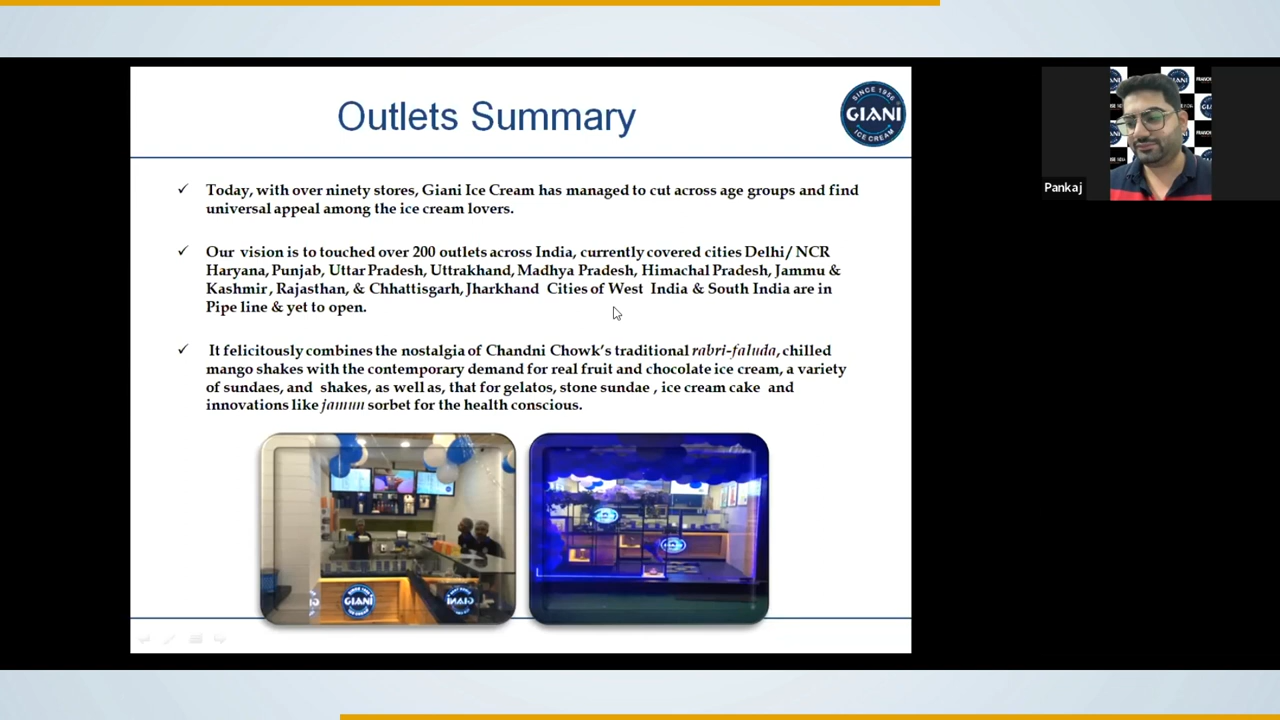 Outlets Summary
SINCE 1956
GIANI
ICE CREAM
Today, with over ninety stores, Giani Ice Cream has managed to cut across age groups and find
universal appeal among the ice cream lovers.
Our vision is to touched over 200 outlets across India, currently covered cities Delhi/ NCR
Haryana, Punjab, Uttar Pradesh, Uttrakhand, Madhya Pradesh, Himachal Pradesh, Jammu &
Kashmir, Rajasthan, & Chhattisgarh, Jharkhand Cities of West India & South India are in
Pipe line & yet to open.
It felicitously combines the nostalgia of Chandni Chowk's traditional rabri-faluda, chilled
mango shakes with the contemporary demand for real fruit and chocolate ice cream, a variety
of sundaes, and shakes, as well as, that for gelatos, stone sundae , ice cream cake and
innovations like jamun sorbet for the health conscious.
GIANI
GIANI
Pankaj
GIANI